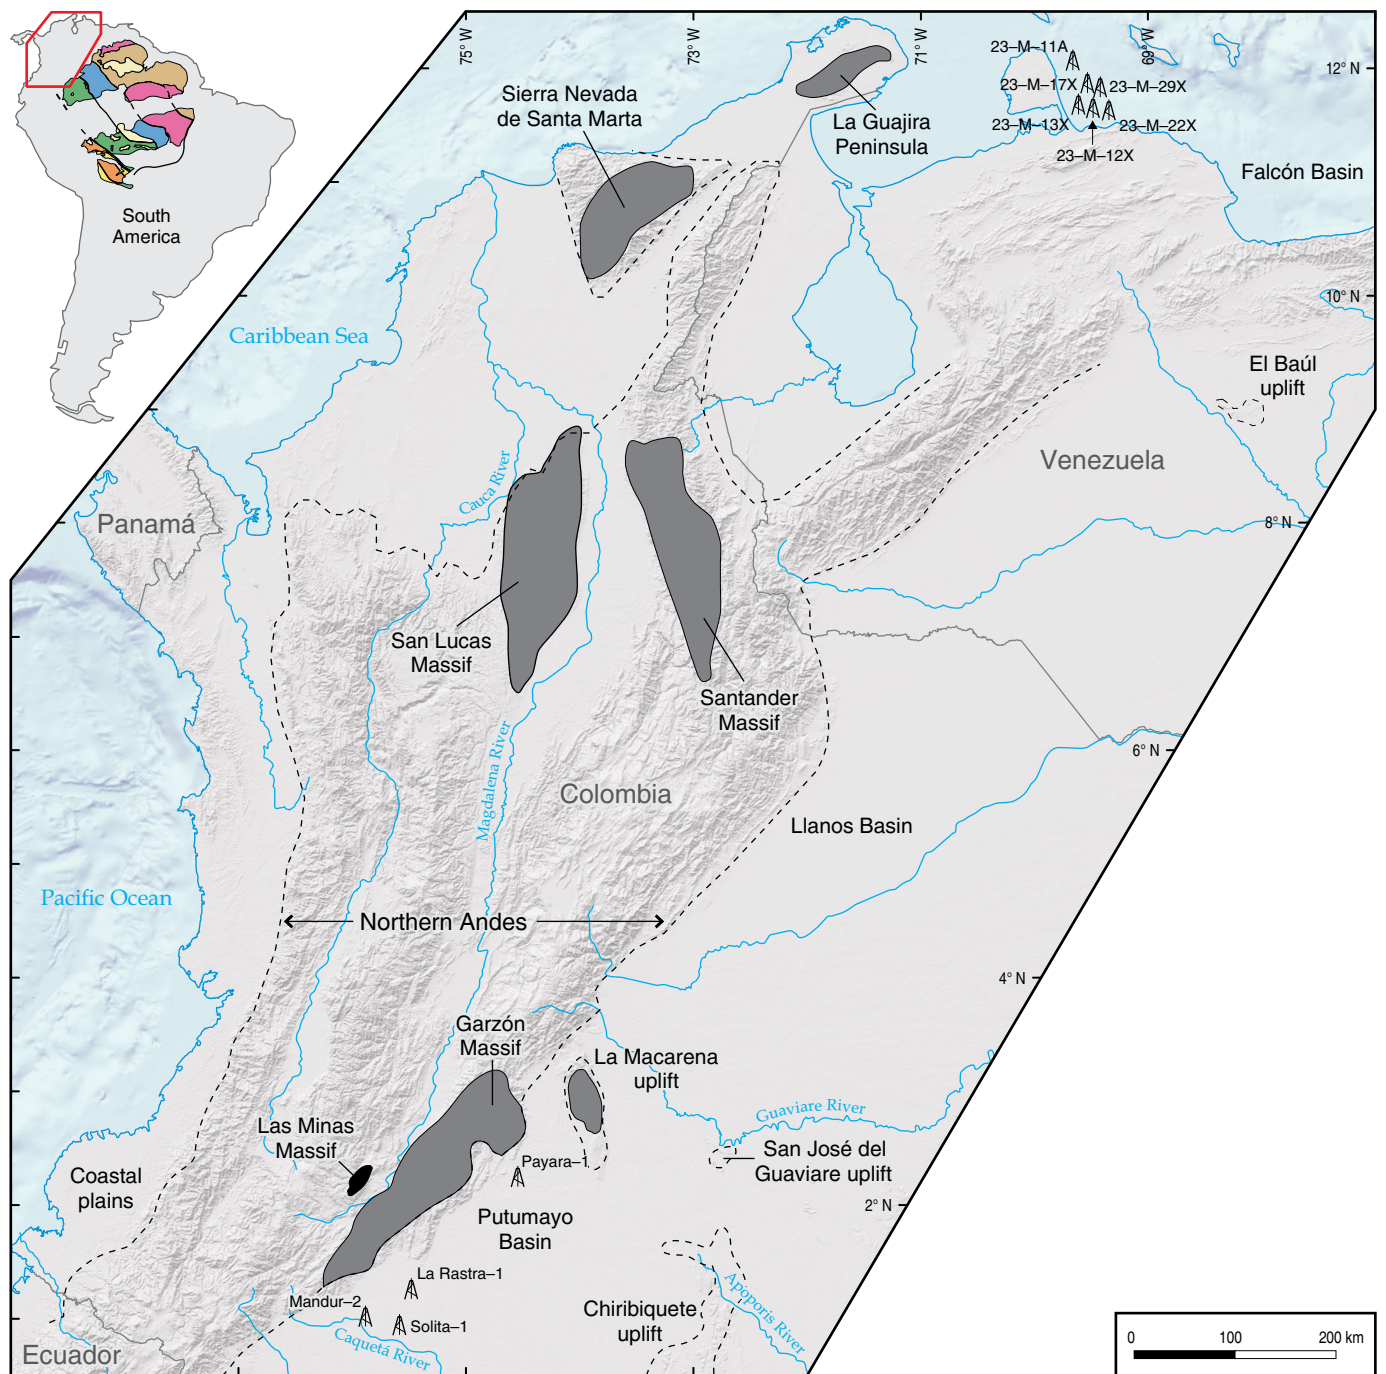 75° W
73° W
71° W
69° W
12° N
23–M–11A
23–M–17X
23–M–29X
23–M–13X
23–M–22X
23–M–12X
Sierra Nevada
de Santa Marta
La Guajira
Peninsula
Falcón Basin
South
America
10° N
Caribbean Sea
El Baúl
uplift
Venezuela
Cauca River
Panamá
8° N
San Lucas
Massif
Santander
Massif
6° N
Magdalena River
Colombia
Llanos Basin
Pacific Ocean
Northern Andes
4° N
Garzón
Massif
La Macarena
uplift
Guaviare River
Las Minas
Massif
San José del
Guaviare uplift
Payara–1
Coastal
plains
2° N
Putumayo
Basin
La Rastra–1
Mandur–2
Solita–1
Chiribiquete
uplift
Apoporis River
Caquetá River
Ecuador
0 100 200 km